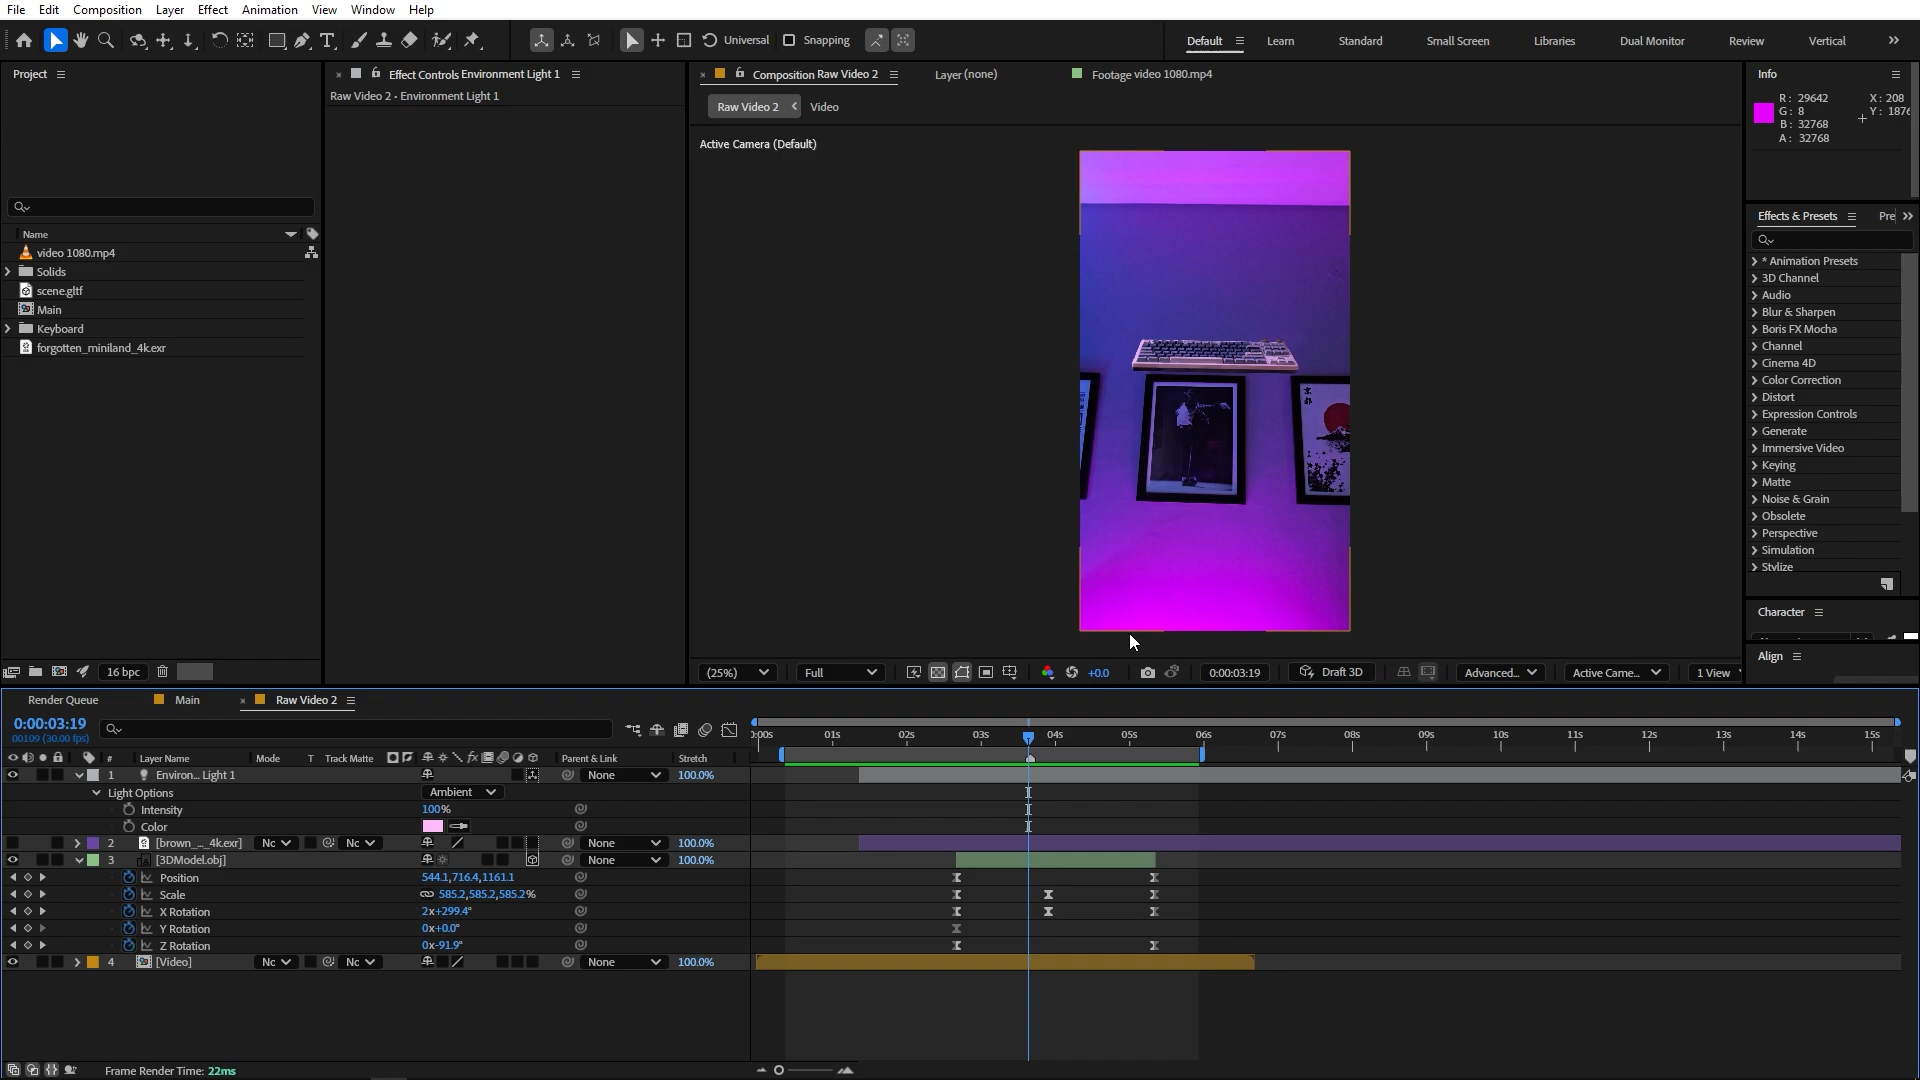 File Edit Composition Layer Effect Animation View Window Help
Universal Snapping Default Learn Standard Small Screen Libraries Dual Monitor Review Vertical
Project
Effect Controls Environment Light 1
Raw Video 2 • Environment Light 1
Composition Raw Video 2 Layer (none) Footage video 1080.mp4
Raw Video 2 Video
Active Camera (Default)
Info
R: 29642 X: 208
G: 8 Y: 1876
B: 32768
A: 32768
Name
video 1080.mp4
Solids
scene.gltf
Main
Keyboard
forgotten_miniland_4k.exr
京都
Effects & Presets Pre
* Animation Presets
3D Channel
Audio
Blur & Sharpen
Boris FX Mocha
Channel
Cinema 4D
Color Correction
Distort
Expression Controls
Generate
Immersive Video
Keying
Matte
Noise & Grain
Obsolete
Perspective
Simulation
Stylize
Character
Align
16 bpc
(25%) Full +0.0 0:00:03:19 Draft 3D Advanced... Active Came... 1 View
Render Queue Main Raw Video 2
0:00:03:19
00109 (30.00 fps)
0:00s 01s 02s 03s 04s 05s 06s 07s 08s 09s 10s 11s 12s 13s 14s 15s
# Layer Name Mode T Track Matte Parent & Link Stretch
1 Environ... Light 1 None 100.0%
Light Options Ambient
Intensity 100%
Color
2 [brown_..._4k.exr] Nc Nc None 100.0%
3 [3DModel.obj] None 100.0%
Position 544.1,716.4,1161.1
Scale 585.2,585.2,585.2%
X Rotation 2x+299.4°
Y Rotation 0x+0.0°
Z Rotation 0x-91.9°
4 [Video] Nc Nc None 100.0%
Frame Render Time: 22ms